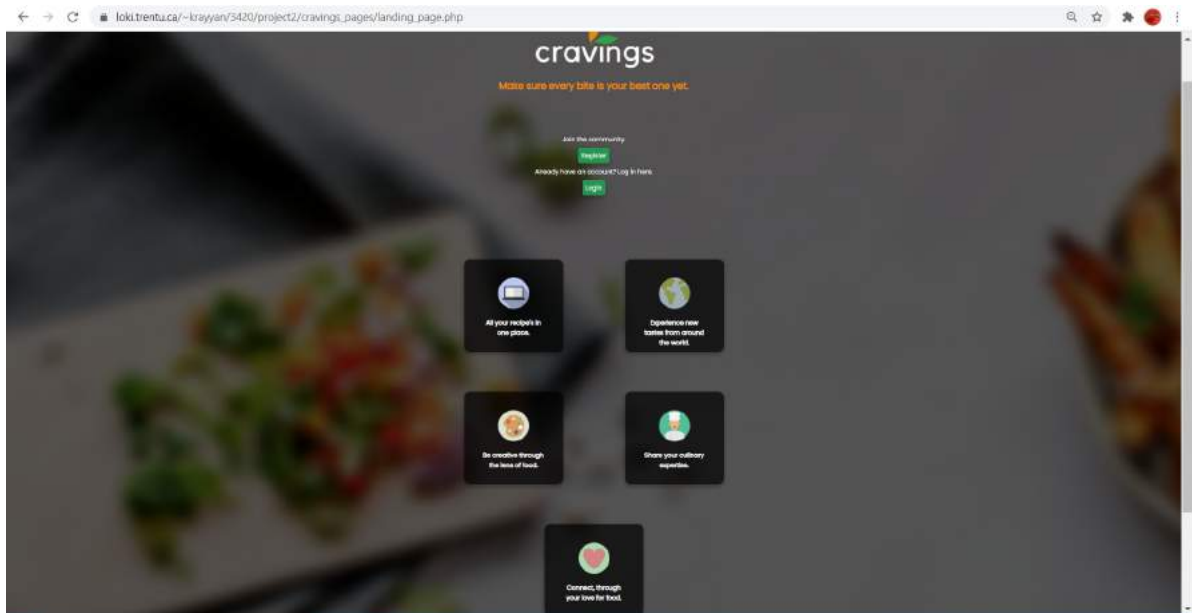 loki.trentu.ca/~krayyan/3420/project2/cravings_pages/landing_page.php
cravings
Make sure every bite is your best one yet.
Join the community
Register
Already have an account? Log in here.
Login
All your recipe's in
one place.
Experience new
tastes from around
the world.
Be creative through
the lens of food.
Share your culinary
expertise.
Connect, through
your love for food.